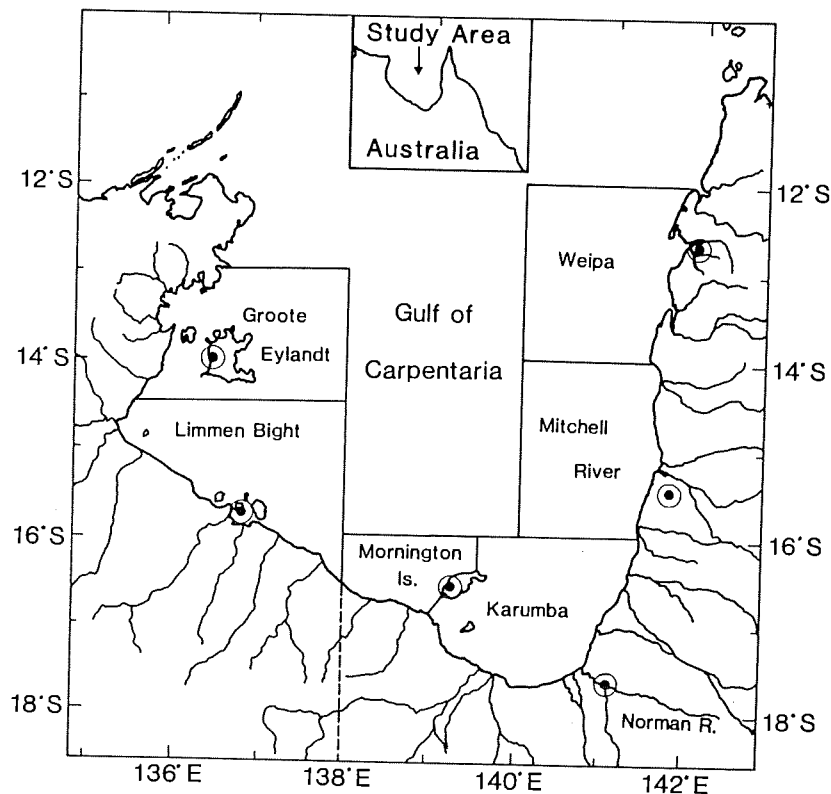 Study Area
Australia
12°S
12°S
Weipa
Groote
Eylandt
Gulf of
Carpentaria
14°S
14°S
Limmen Bight
Mitchell
River
16°S
16°S
Mornington
Is.
Karumba
18°S
Norman R.
18°S
136°E
138°E
140°E
142°E